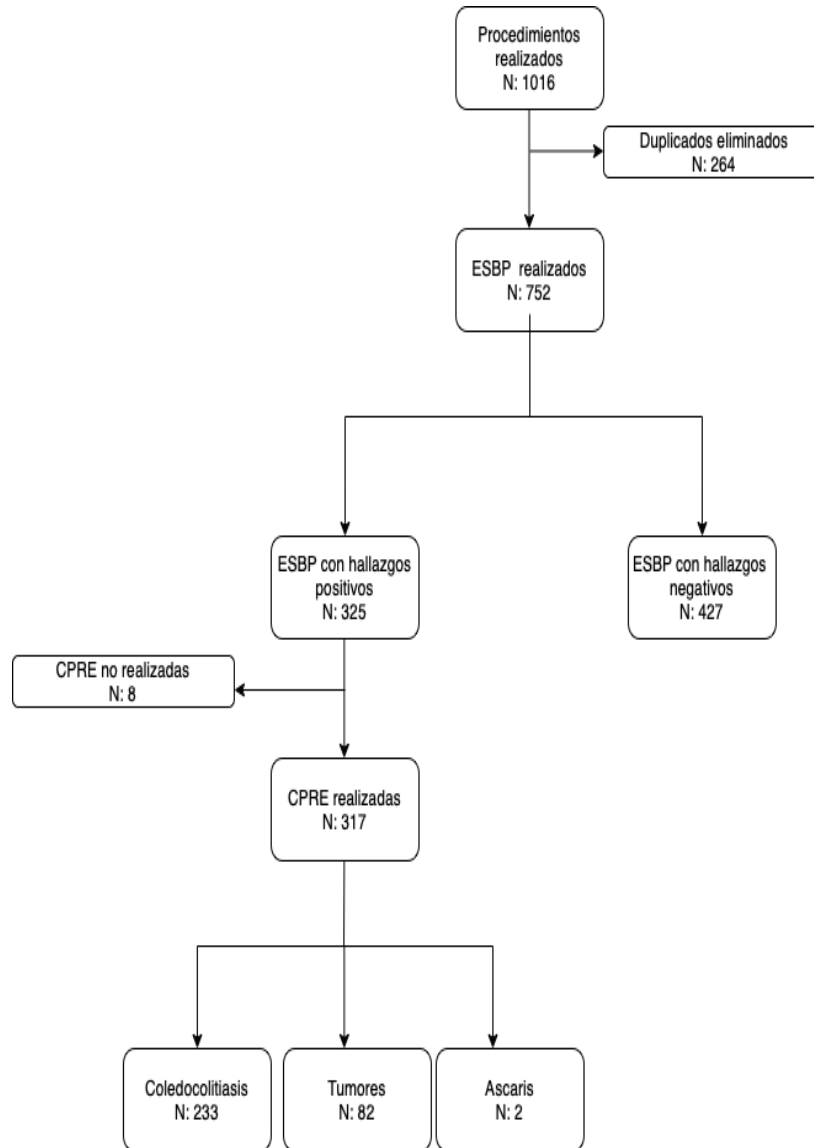 Procedimientos
realizados
N: 1016
Duplicados eliminados
N: 264
ESBP realizados
N: 752
ESBP con hallazgos
positivos
N: 325
ESBP con hallazgos
negativos
N: 427
CPRE no realizadas
N: 8
CPRE realizadas
N: 317
Coledocolitiasis
N: 233
Tumores
N: 82
Ascaris
N: 2